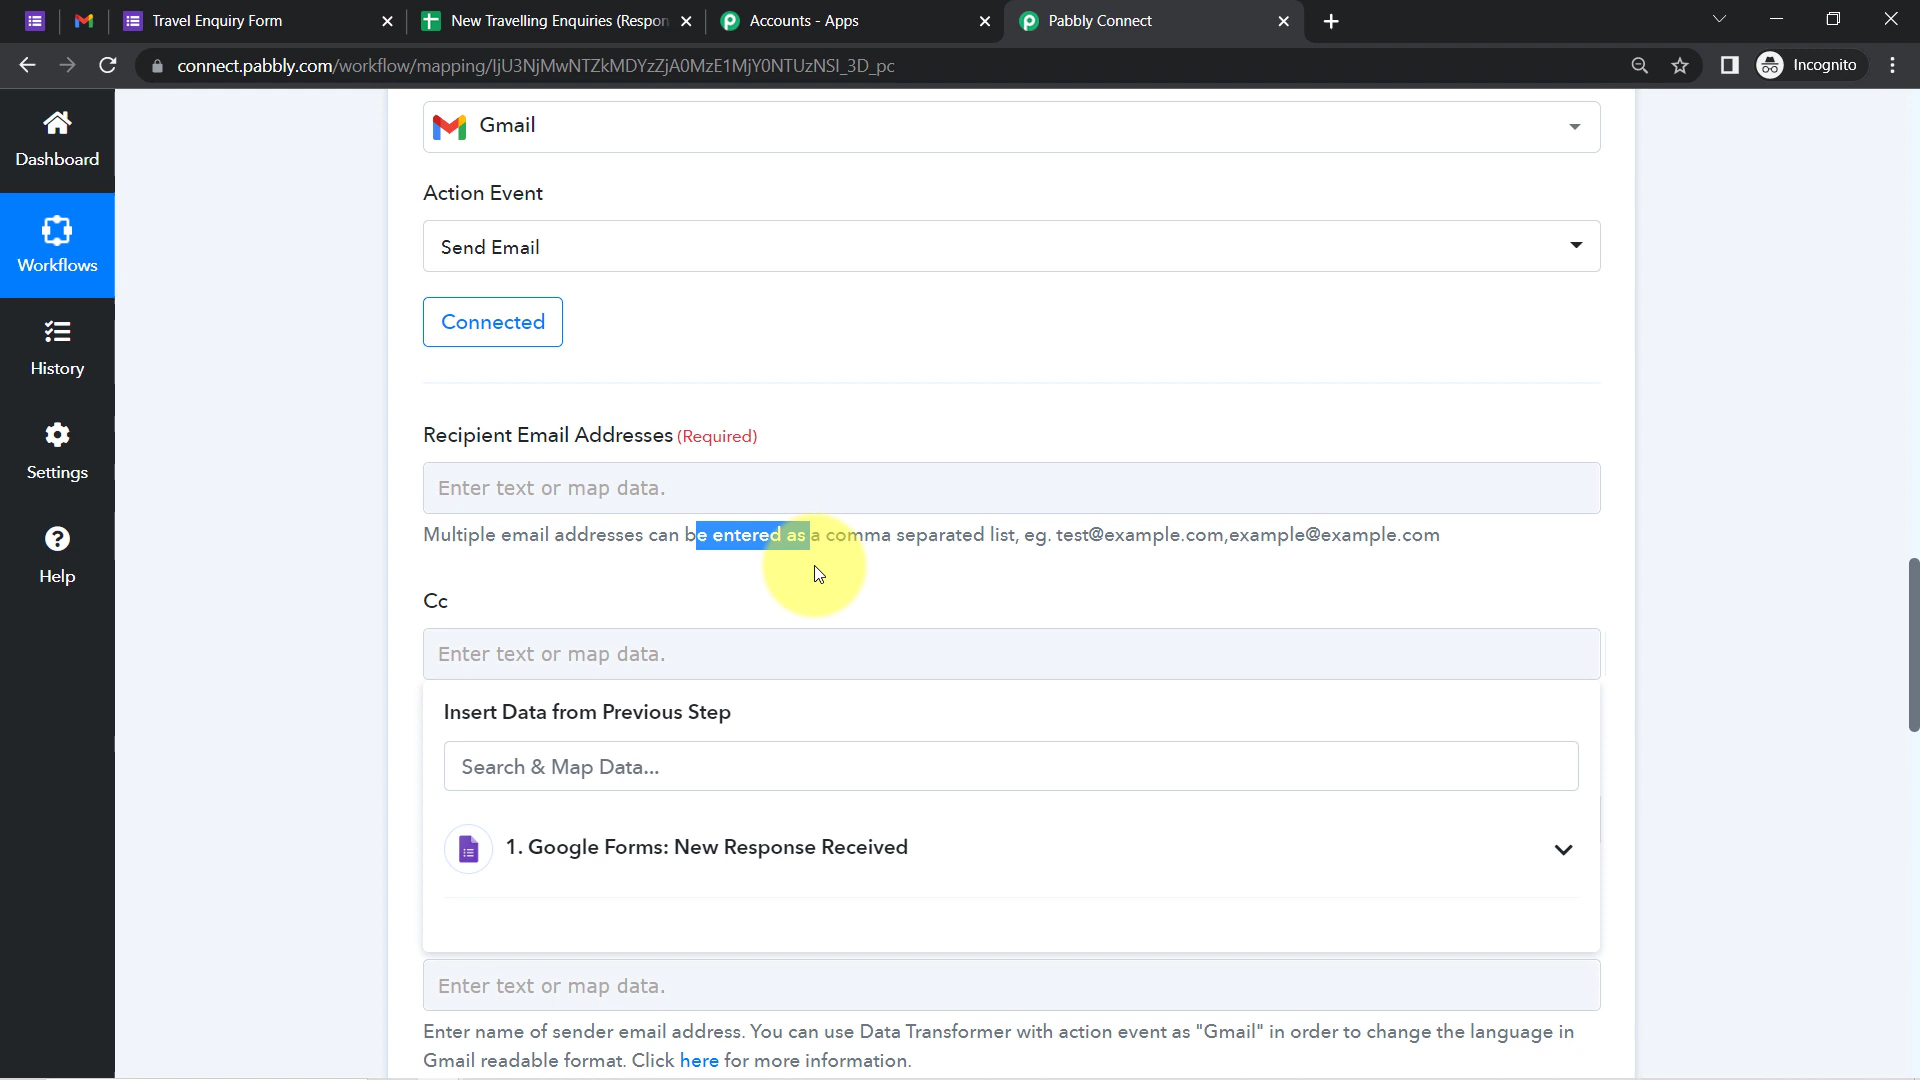 Travel Enquiry Form
New Travelling Enquiries (Respon
Accounts - Apps
Pabbly Connect
connect.pabbly.com/workflow/mapping/IjU3NjMwNTZkMDYzZjA0MzE1MjY0NTUzNSI_3D_pc
Incognito
Dashboard
Workflows
History
Settings
Help
Gmail
Action Event
Send Email
Connected
Recipient Email Addresses (Required)
Enter text or map data.
Multiple email addresses can be entered as a comma separated list, eg. test@example.com,example@example.com
Cc
Enter text or map data.
Insert Data from Previous Step
Search & Map Data...
1. Google Forms: New Response Received
Enter text or map data.
Enter name of sender email address. You can use Data Transformer with action event as "Gmail" in order to change the language in
Gmail readable format. Click here for more information.